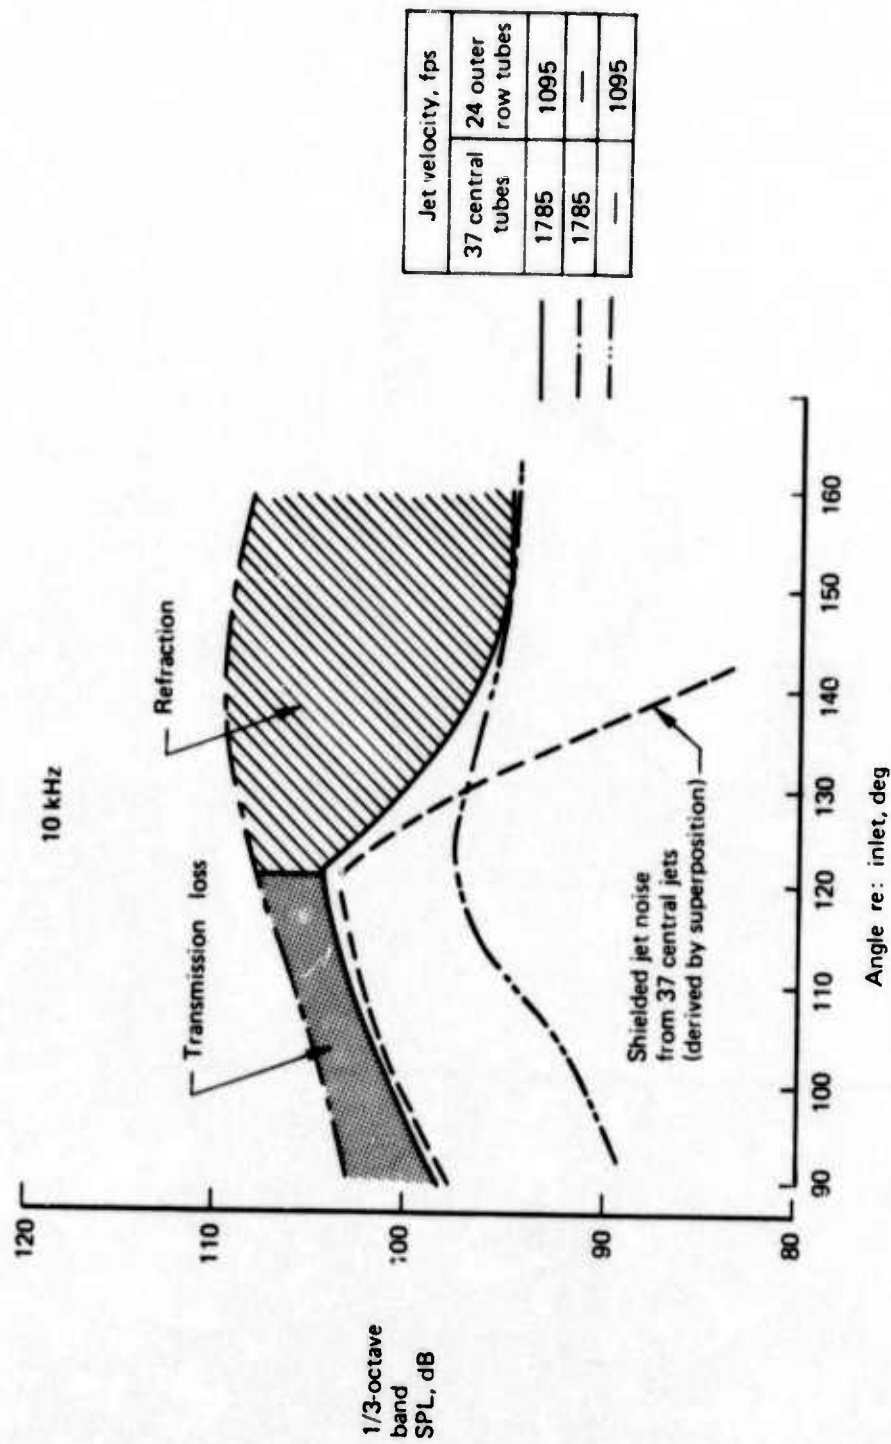 10 kHz
Transmission loss
Refraction
1/3-octave
band
SPL, dB
120
110
100
90
80
Shielded jet noise
from 37 central jets
(derived by superposition)
90
100
110
120
130
140
150
160
Angle re: inlet, deg
Jet velocity, fps
37 central tubes
24 outer row tubes
1785
1095
1785
—
—
1095